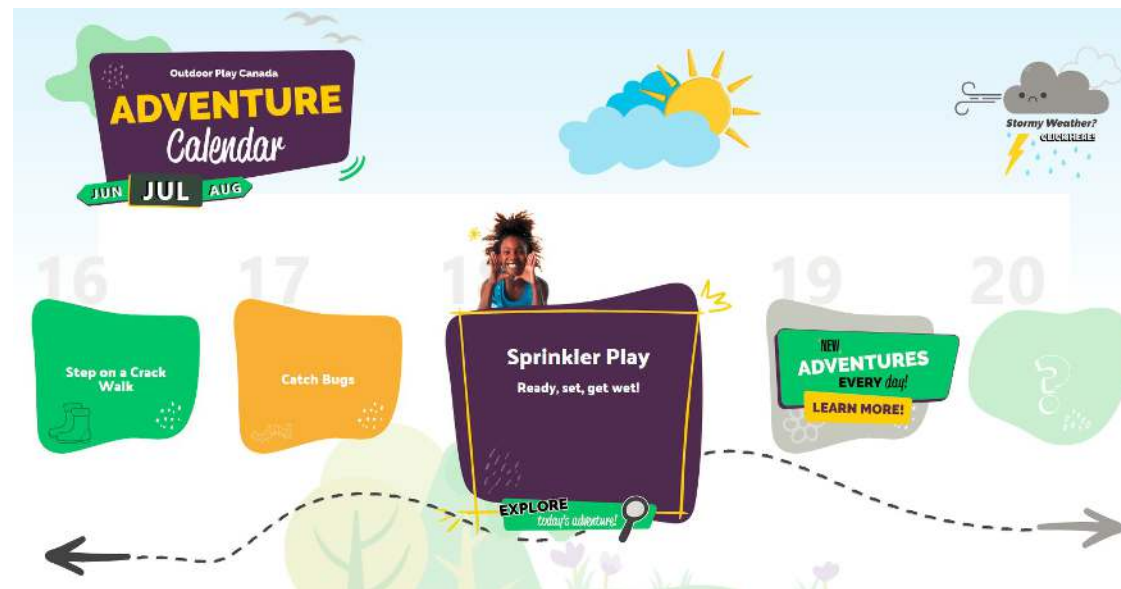 Outdoor Play Canada
ADVENTURE
Calendar
JUN JUL AUG
Stormy Weather?
CLICK HERE!
16
17
19
20
Step on a Crack
Walk
Catch Bugs
Sprinkler Play
Ready, set, get wet!
EXPLORE
today's adventure!
NEW
ADVENTURES
EVERY day!
LEARN MORE!
?